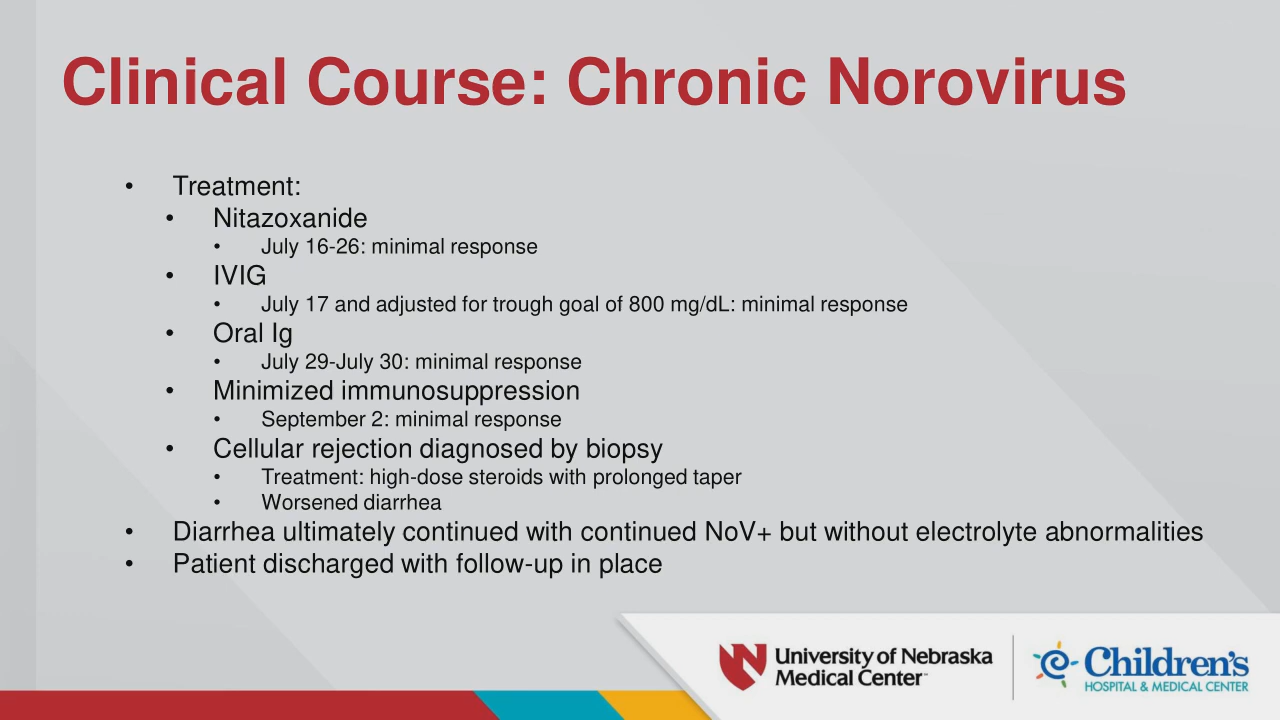 Clinical Course: Chronic Norovirus
• Treatment:
• Nitazoxanide
• July 16-26: minimal response
• IVIG
• July 17 and adjusted for trough goal of 800 mg/dL: minimal response
• Oral Ig
• July 29-July 30: minimal response
• Minimized immunosuppression
• September 2: minimal response
• Cellular rejection diagnosed by biopsy
• Treatment: high-dose steroids with prolonged taper
• Worsened diarrhea
• Diarrhea ultimately continued with continued NoV+ but without electrolyte abnormalities
• Patient discharged with follow-up in place
N
University of Nebraska
Medical Center™
Children's
HOSPITAL & MEDICAL CENTER